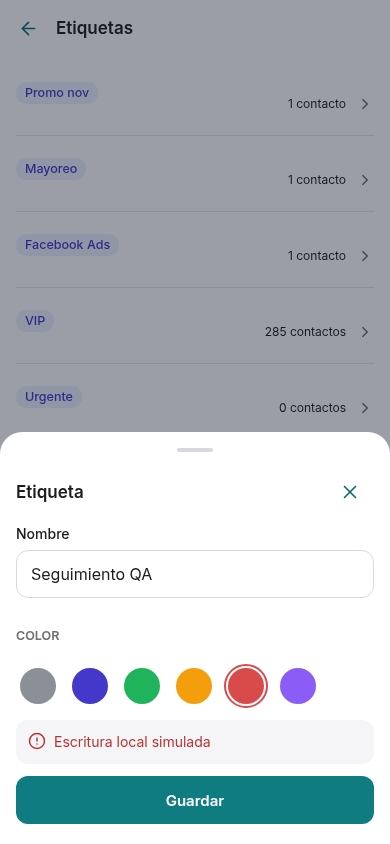 Etiquetas
Promo nov
1 contacto
Mayoreo
1 contacto
Facebook Ads
1 contacto
VIP
285 contactos
Urgente
0 contactos
Etiqueta
Nombre
Seguimiento QA
COLOR
Escritura local simulada
Guardar